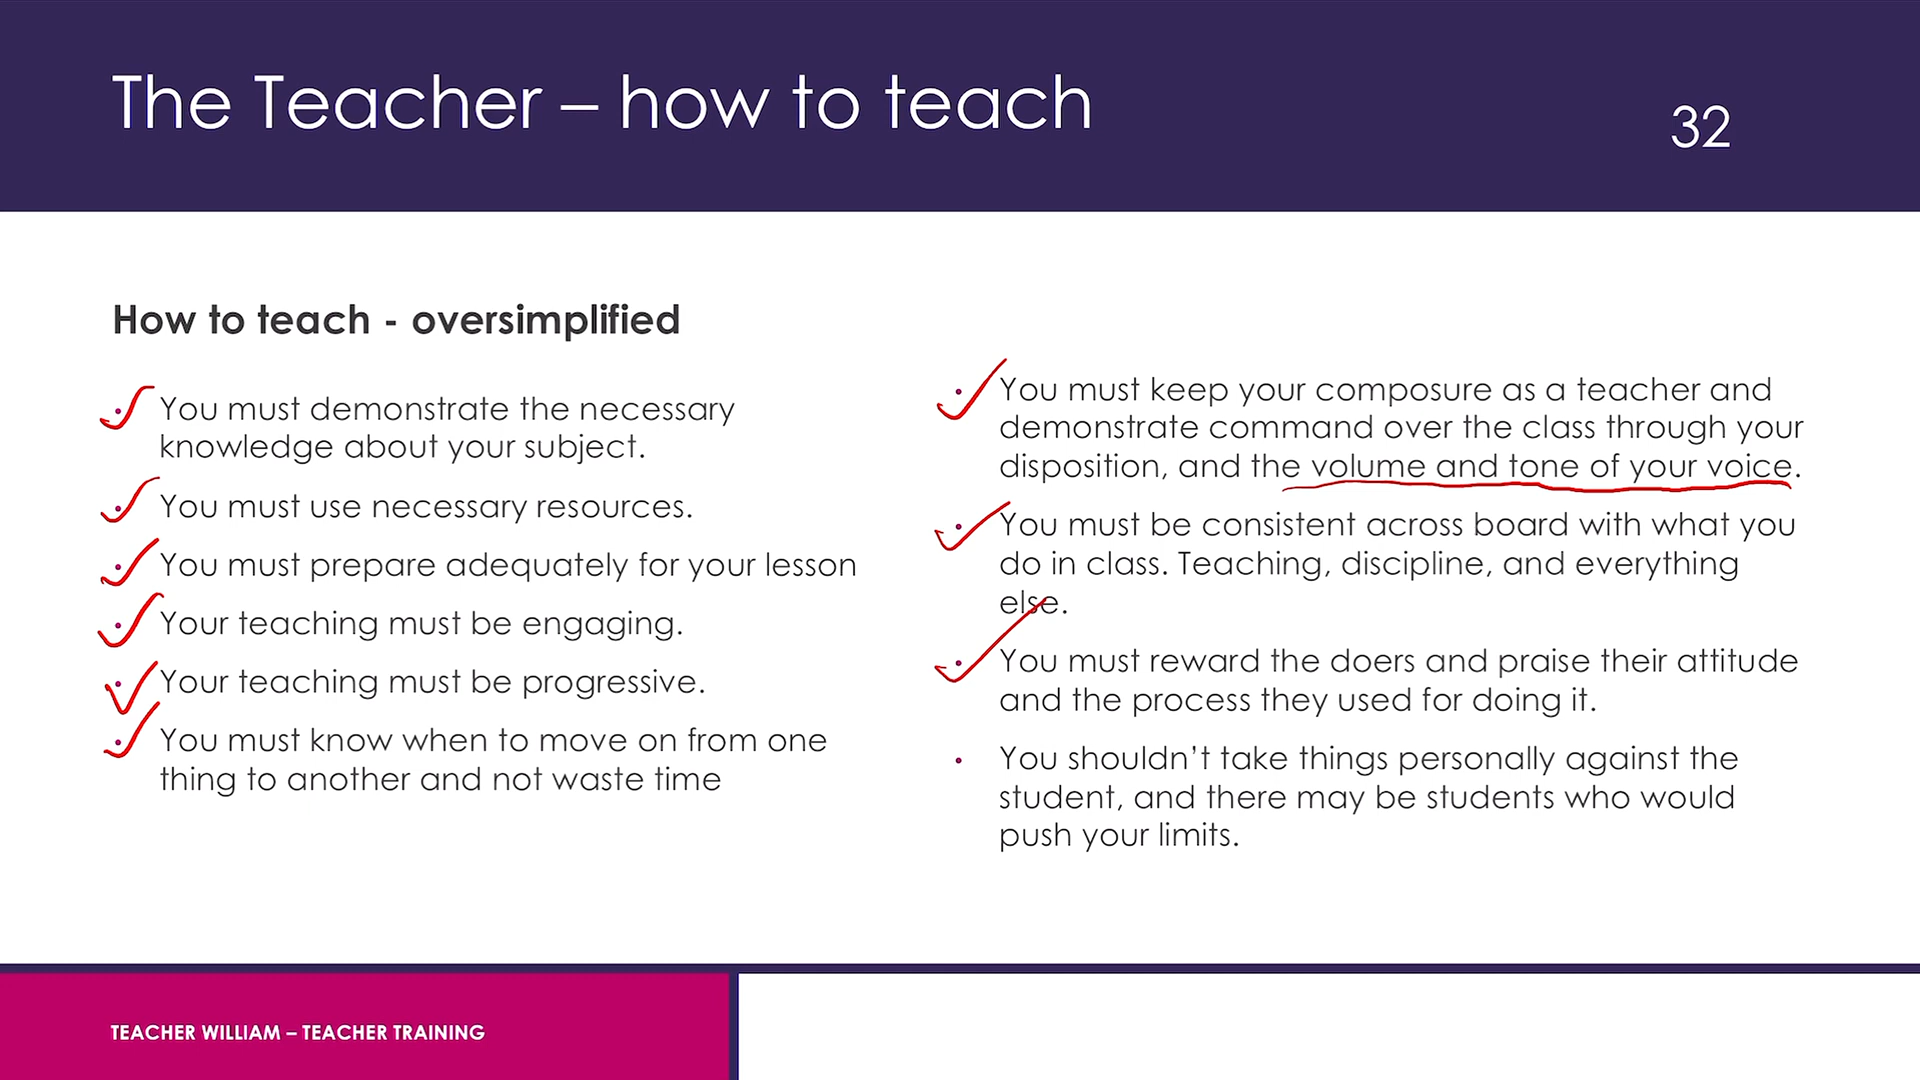 The Teacher – how to teach
32
How to teach - oversimplified
• You must demonstrate the necessary
knowledge about your subject.
• You must use necessary resources.
• You must prepare adequately for your lesson
• Your teaching must be engaging.
• Your teaching must be progressive.
• You must know when to move on from one
thing to another and not waste time
• You must keep your composure as a teacher and
demonstrate command over the class through your
disposition, and the volume and tone of your voice.
• You must be consistent across board with what you
do in class. Teaching, discipline, and everything
else.
• You must reward the doers and praise their attitude
and the process they used for doing it.
• You shouldn’t take things personally against the
student, and there may be students who would
push your limits.
TEACHER WILLIAM – TEACHER TRAINING